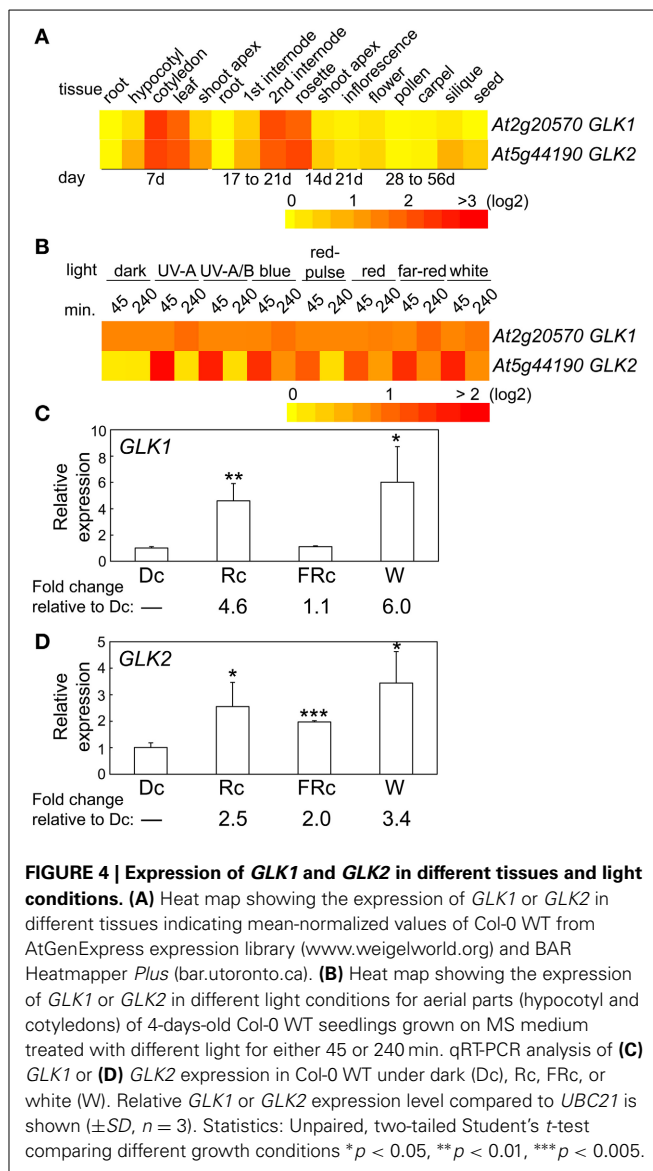 A
tissue root hypocotyl cotyledon leaf shoot apex root 1st internode 2nd internode rosette shoot apex inflorescence flower pollen carpel silique seed
At2g20570 GLK1
At5g44190 GLK2
day 7d 17 to 21d 14d 21d 28 to 56d
0 1 2 >3 (log2)
B
light dark UV-A UV-A/B blue red-pulse red far-red white
min. 45 240 45 240 45 240 45 240 45 240 45 240 45 240 45 240
At2g20570 GLK1
At5g44190 GLK2
0 1 > 2 (log2)
C
GLK1
Relative expression
10
8
6
4
2
0
** *
Dc Rc FRc W
Fold change
relative to Dc: — 4.6 1.1 6.0
D
GLK2
Relative expression
5
4
3
2
1
0
* *** *
Dc Rc FRc W
Fold change
relative to Dc: — 2.5 2.0 3.4
FIGURE 4 | Expression of GLK1 and GLK2 in different tissues and light
conditions. (A) Heat map showing the expression of GLK1 or GLK2 in
different tissues indicating mean-normalized values of Col-0 WT from
AtGenExpress expression library (www.weigelworld.org) and BAR
Heatmapper Plus (bar.utoronto.ca). (B) Heat map showing the expression
of GLK1 or GLK2 in different light conditions for aerial parts (hypocotyl and
cotyledons) of 4-days-old Col-0 WT seedlings grown on MS medium
treated with different light for either 45 or 240 min. qRT-PCR analysis of (C)
GLK1 or (D) GLK2 expression in Col-0 WT under dark (Dc), Rc, FRc, or
white (W). Relative GLK1 or GLK2 expression level compared to UBC21 is
shown (±SD, n = 3). Statistics: Unpaired, two-tailed Student's t-test
comparing different growth conditions *p < 0.05, **p < 0.01, ***p < 0.005.